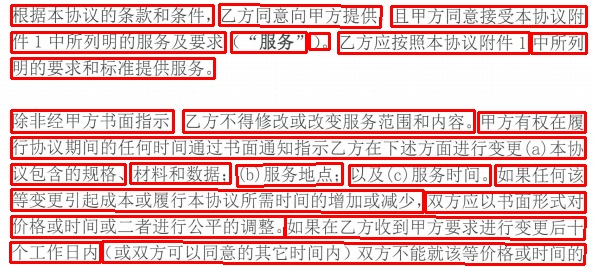 根据本协议的条款和条件，乙方同意向甲方提供，且甲方同意接受本协议附
件1中所列明的服务及要求（“服务”）。乙方应按照本协议附件1中所列
明的要求和标准提供服务。
除非经甲方书面指示，乙方不得修改或改变服务范围和内容。甲方有权在履
行协议期间的任何时间通过书面通知指示乙方在下述方面进行变更(a)本协
议包含的规格、材料和数据；(b)服务地点；以及(c)服务时间。如果任何该
等变更引起成本或履行本协议所需时间的增加或减少，双方应以书面形式对
价格或时间或二者进行公平的调整。如果在乙方收到甲方要求进行变更后十
个工作日内（或双方可以同意的其它时间内）双方不能就该等价格或时间的